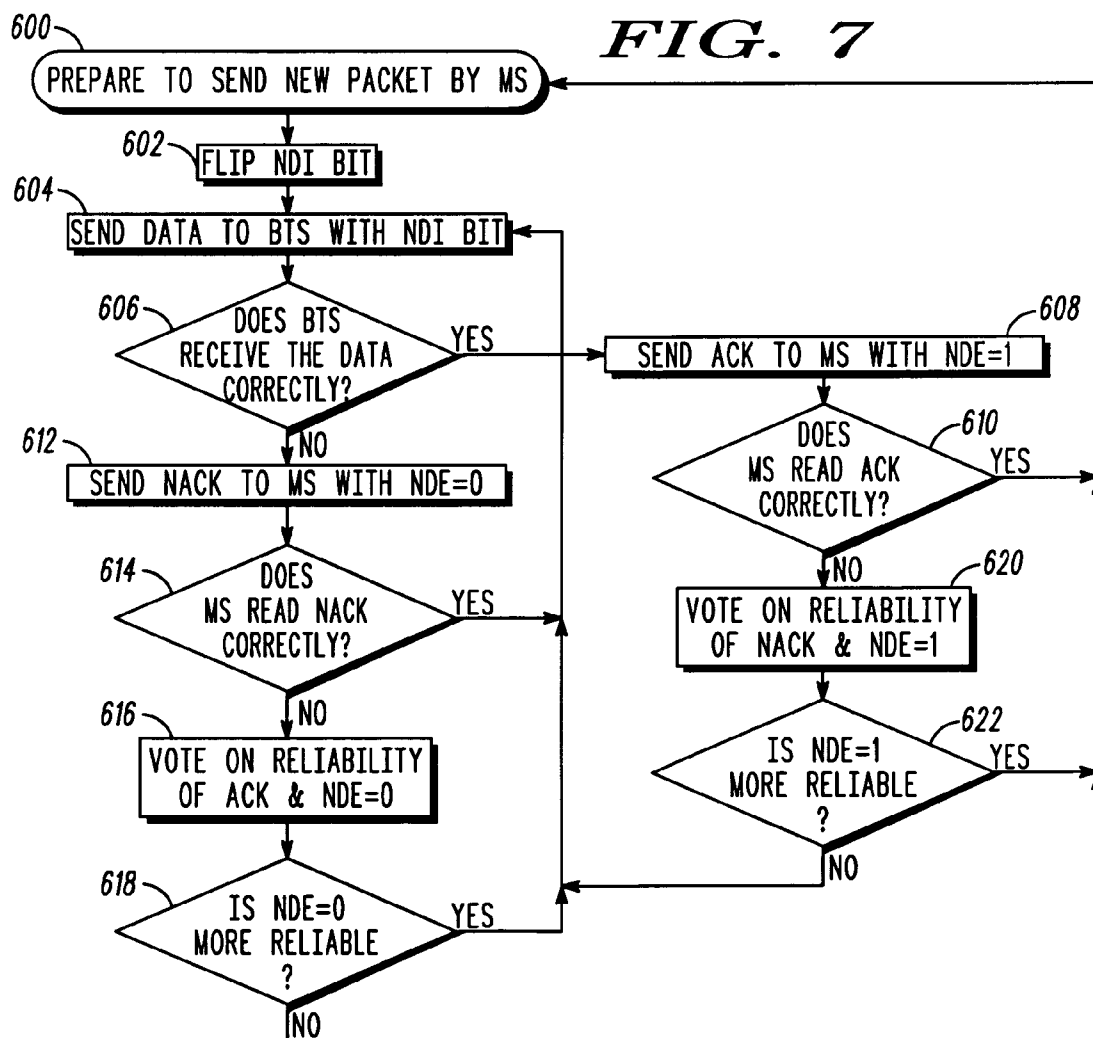 FIG. 7
600
PREPARE TO SEND NEW PACKET BY MS
602
FLIP NDI BIT
604
SEND DATA TO BTS WITH NDI BIT
606
DOES BTS
RECEIVE THE DATA
CORRECTLY?
YES
NO
608
SEND ACK TO MS WITH NDE=1
610
DOES
MS READ ACK
CORRECTLY?
YES
NO
612
SEND NACK TO MS WITH NDE=0
614
DOES
MS READ NACK
CORRECTLY?
YES
NO
620
VOTE ON RELIABILITY
OF NACK & NDE=1
622
IS NDE=1
MORE RELIABLE
?
YES
NO
616
VOTE ON RELIABILITY
OF ACK & NDE=0
618
IS NDE=0
MORE RELIABLE
?
YES
NO